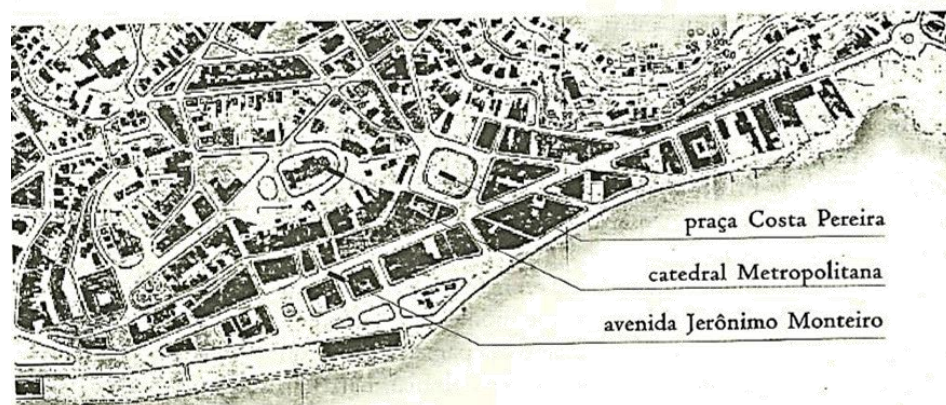 praça Costa Pereira
catedral Metropolitana
avenida Jerônimo Monteiro